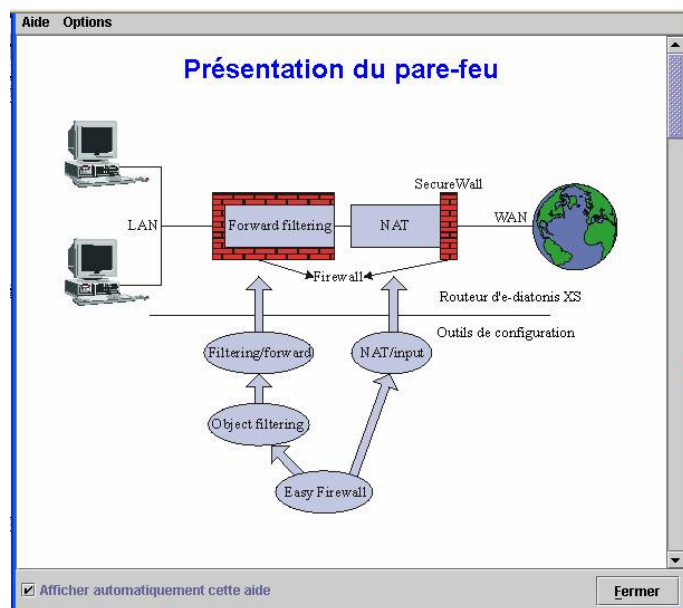 Aide Options
Présentation du pare-feu
SecureWall
LAN
Forward filtering
NAT
WAN
Firewall
Routeur d'e-diatonis XS
Outils de configuration
Filtering/forward
NAT/input
Object filtering
Easy Firewall
Afficher automatiquement cette aide
Fermer